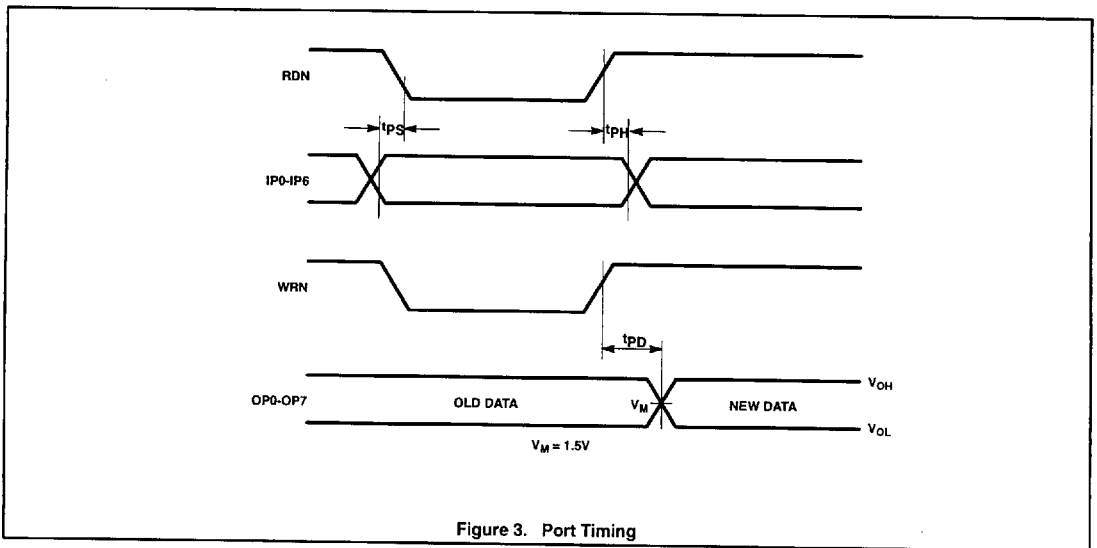 RDN
tPS
tPH
IP0-IP6
WRN
tPD
VOH
OP0-OP7 OLD DATA VM NEW DATA
VOL
VM = 1.5V
Figure 3. Port Timing